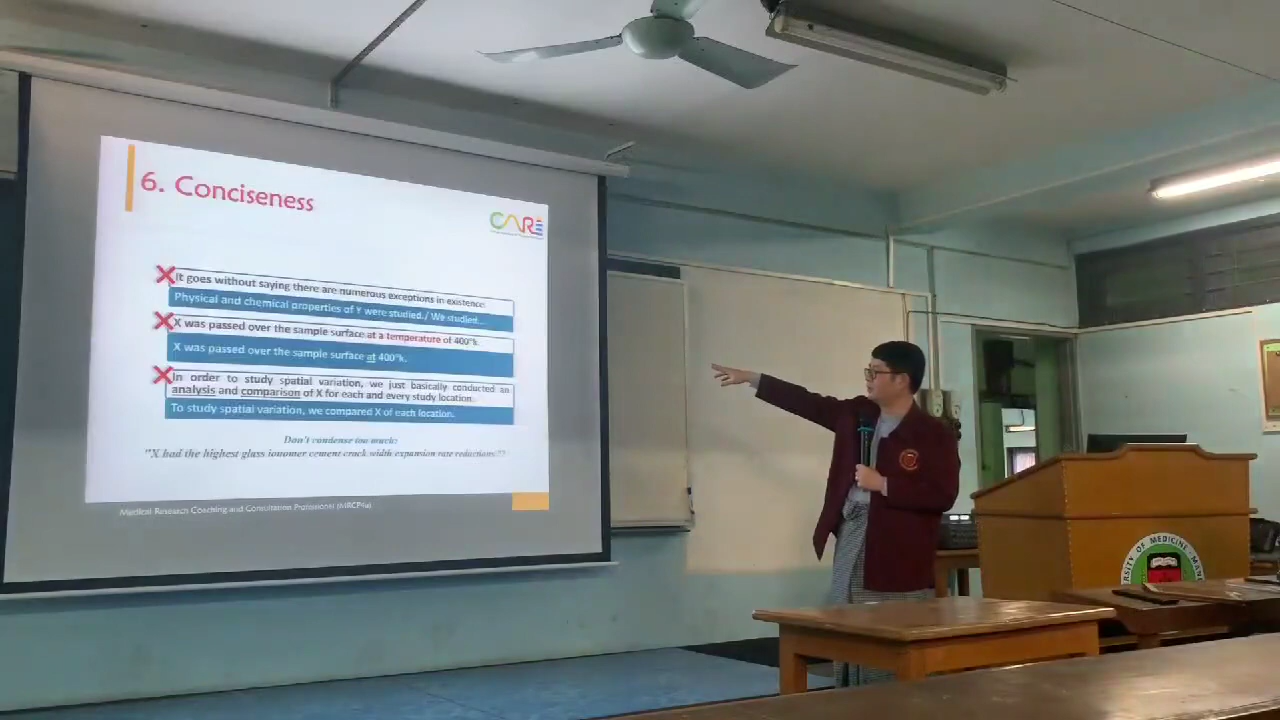 6. Conciseness
CARE
It goes without saying there are numerous exceptions in existence.
Physical and chemical properties of Y were studied./ We studied...
X was passed over the sample surface at a temperature of 400°k.
X was passed over the sample surface at 400°k.
In order to study spatial variation, we just basically conducted an
analysis and comparison of X for each and every study location.
To study spatial variation, we compared X of each location.
Don't condense too much:
"X had the highest glass ionomer cement crack width expansion rate reductions!??
Medical Research Coaching and Consultation Professional
OF MEDICINE